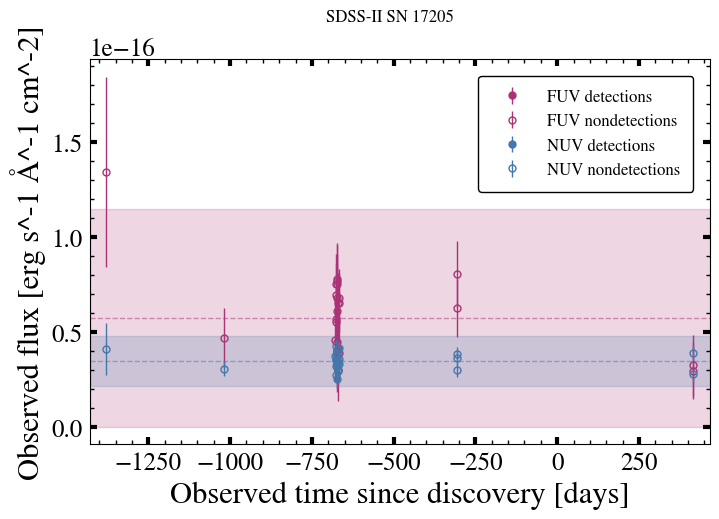 SDSS-II SN 17205
1e−16
FUV detections
FUV nondetections
NUV detections
NUV nondetections
1.5
1.0
0.5
0.0
Observed flux [erg s^-1 Å^-1 cm^-2]
−1250 −1000 −750 −500 −250 0 250
Observed time since discovery [days]